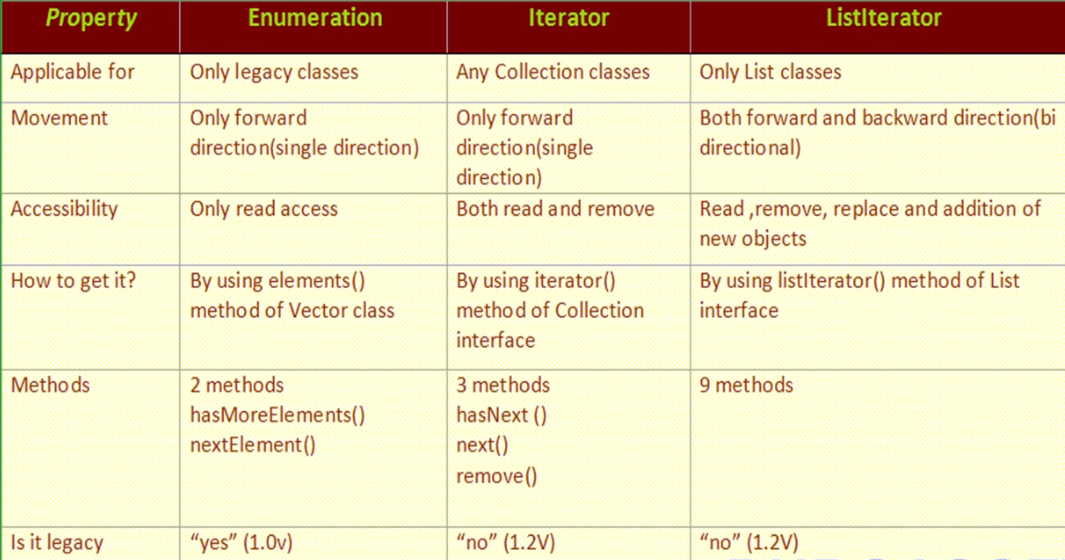 Property Enumeration Iterator ListIterator
Applicable for Only legacy classes Any Collection classes Only List classes
Movement Only forward Only forward Both forward and backward direction(bi
direction(single direction) direction(single directional)
direction)
Accessibility Only read access Both read and remove Read ,remove, replace and addition of
new objects
How to get it? By using elements() By using iterator() By using listIterator() method of List
method of Vector class method of Collection interface
interface
Methods 2 methods 3 methods 9 methods
hasMoreElements() hasNext ()
nextElement() next()
remove()
Is it legacy “yes” (1.0v) “no” (1.2V) “no” (1.2V)